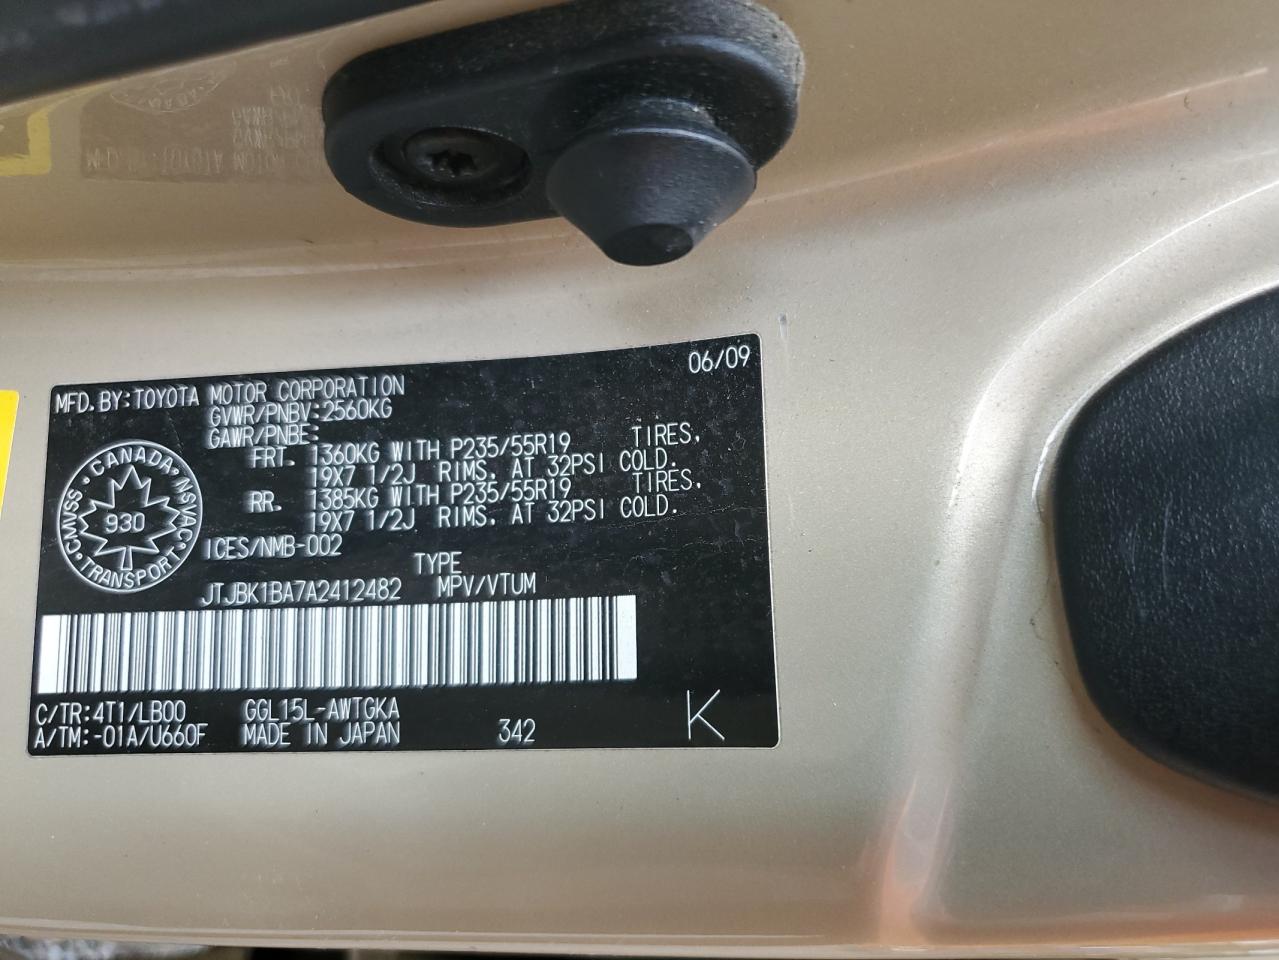 06/09
MFD.BY:TOYOTA MOTOR CORPORATION
GVWR/PNBV:2560KG
GAWR/PNBE:
FRT. 1360KG WITH P235/55R19 TIRES,
19X7 1/2J RIMS. AT 32PSI COLD.
RR. 1385KG WITH P235/55R19 TIRES,
19X7 1/2J RIMS. AT 32PSI COLD.
CANADA
CMVSS · NSVAC
930
TRANSPORT
ICES/NMB-002
TYPE
JTJBK1BA7A2412482 MPV/VTUM
C/TR:4T1/LB00 GGL15L-AWTGKA
A/TM:-01A/U660F MADE IN JAPAN 342 K